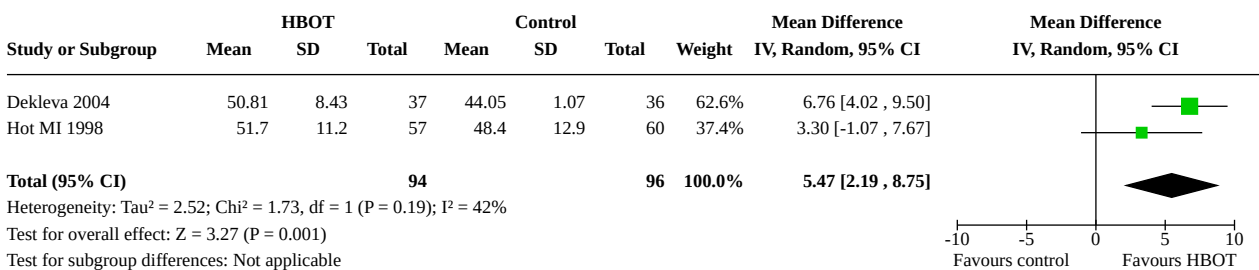 HBOT Control Mean Difference Mean Difference
Study or Subgroup Mean SD Total Mean SD Total Weight IV, Random, 95% CI IV, Random, 95% CI
Dekleva 2004 50.81 8.43 37 44.05 1.07 36 62.6% 6.76 [4.02 , 9.50]
Hot MI 1998 51.7 11.2 57 48.4 12.9 60 37.4% 3.30 [-1.07 , 7.67]
Total (95% CI) 94 96 100.0% 5.47 [2.19 , 8.75]
Heterogeneity: Tau² = 2.52; Chi² = 1.73, df = 1 (P = 0.19); I² = 42%
Test for overall effect: Z = 3.27 (P = 0.001)
-10 -5 0 5 10
Test for subgroup differences: Not applicable Favours control Favours HBOT